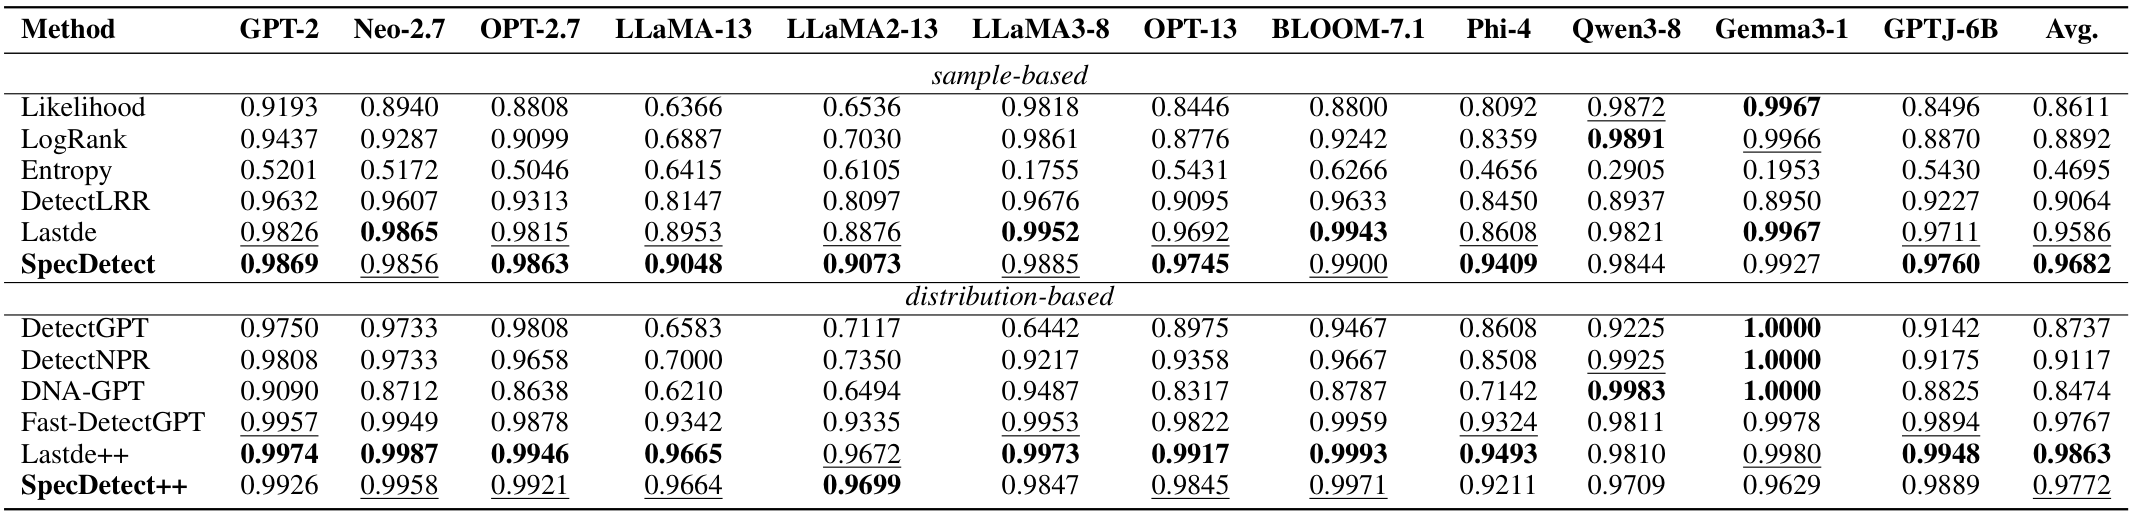 Method GPT-2 Neo-2.7 OPT-2.7 LLaMA-13 LLaMA2-13 LLaMA3-8 OPT-13 BLOOM-7.1 Phi-4 Qwen3-8 Gemma3-1 GPTJ-6B Avg.
sample-based
Likelihood 0.9193 0.8940 0.8808 0.6366 0.6536 0.9818 0.8446 0.8800 0.8092 0.9872 0.9967 0.8496 0.8611
LogRank 0.9437 0.9287 0.9099 0.6887 0.7030 0.9861 0.8776 0.9242 0.8359 0.9891 0.9966 0.8870 0.8892
Entropy 0.5201 0.5172 0.5046 0.6415 0.6105 0.1755 0.5431 0.6266 0.4656 0.2905 0.1953 0.5430 0.4695
DetectLRR 0.9632 0.9607 0.9313 0.8147 0.8097 0.9676 0.9095 0.9633 0.8450 0.8937 0.8950 0.9227 0.9064
Lastde 0.9826 0.9865 0.9815 0.8953 0.8876 0.9952 0.9692 0.9943 0.8608 0.9821 0.9967 0.9711 0.9586
SpecDetect 0.9869 0.9856 0.9863 0.9048 0.9073 0.9885 0.9745 0.9900 0.9409 0.9844 0.9927 0.9760 0.9682
distribution-based
DetectGPT 0.9750 0.9733 0.9808 0.6583 0.7117 0.6442 0.8975 0.9467 0.8608 0.9225 1.0000 0.9142 0.8737
DetectNPR 0.9808 0.9733 0.9658 0.7000 0.7350 0.9217 0.9358 0.9667 0.8508 0.9925 1.0000 0.9175 0.9117
DNA-GPT 0.9090 0.8712 0.8638 0.6210 0.6494 0.9487 0.8317 0.8787 0.7142 0.9983 1.0000 0.8825 0.8474
Fast-DetectGPT 0.9957 0.9949 0.9878 0.9342 0.9335 0.9953 0.9822 0.9959 0.9324 0.9811 0.9978 0.9894 0.9767
Lastde++ 0.9974 0.9987 0.9946 0.9665 0.9672 0.9973 0.9917 0.9993 0.9493 0.9810 0.9980 0.9948 0.9863
SpecDetect++ 0.9926 0.9958 0.9921 0.9664 0.9699 0.9847 0.9845 0.9971 0.9211 0.9709 0.9629 0.9889 0.9772